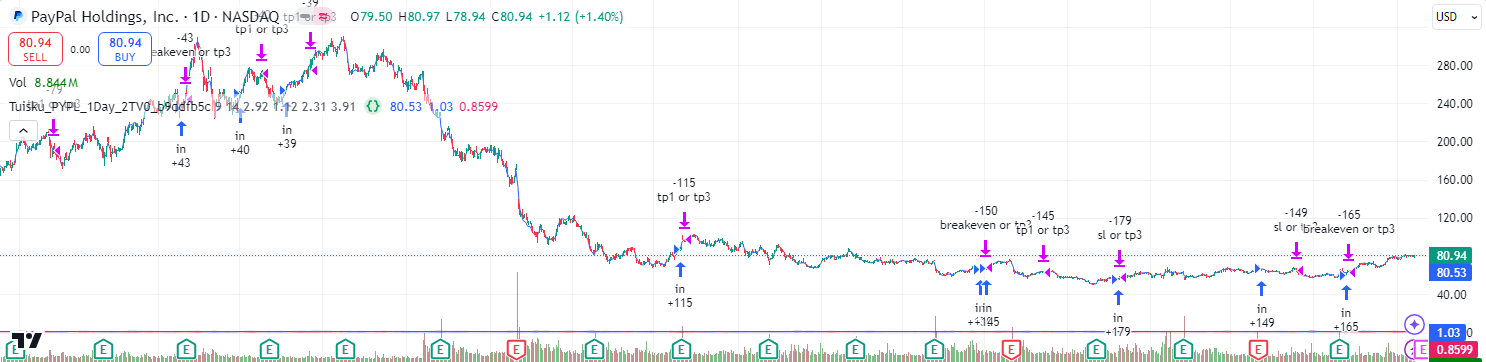 PayPal Holdings, Inc. · 1D · NASDAQ
O79.50 H80.97 L78.94 C80.94 +1.12 (+1.40%)
USD
80.94
SELL
0.00
80.94
BUY
Vol 8.844M
Tuisku_PYPL_1Day_2TV0_b9ddfb5c 9 14 2.92 1.12 2.31 3.91 {} 80.53 1.03 0.8599
-79
tp1 or tp3
-43
breakeven or tp3
in
+43
tp1 or tp3
in
+40
-39
tp1 or tp3
in
+39
-115
tp1 or tp3
in
+115
-150
breakeven or tp3
in
-145
tp1 or tp3
in
+145
-179
sl or tp3
in
+179
-149
sl or tp3
in
+149
-165
breakeven or tp3
in
+165
280.00
240.00
200.00
160.00
120.00
80.94
80.53
40.00
1.03
0.8599
E E E E E E E E E E E E E E E E E E